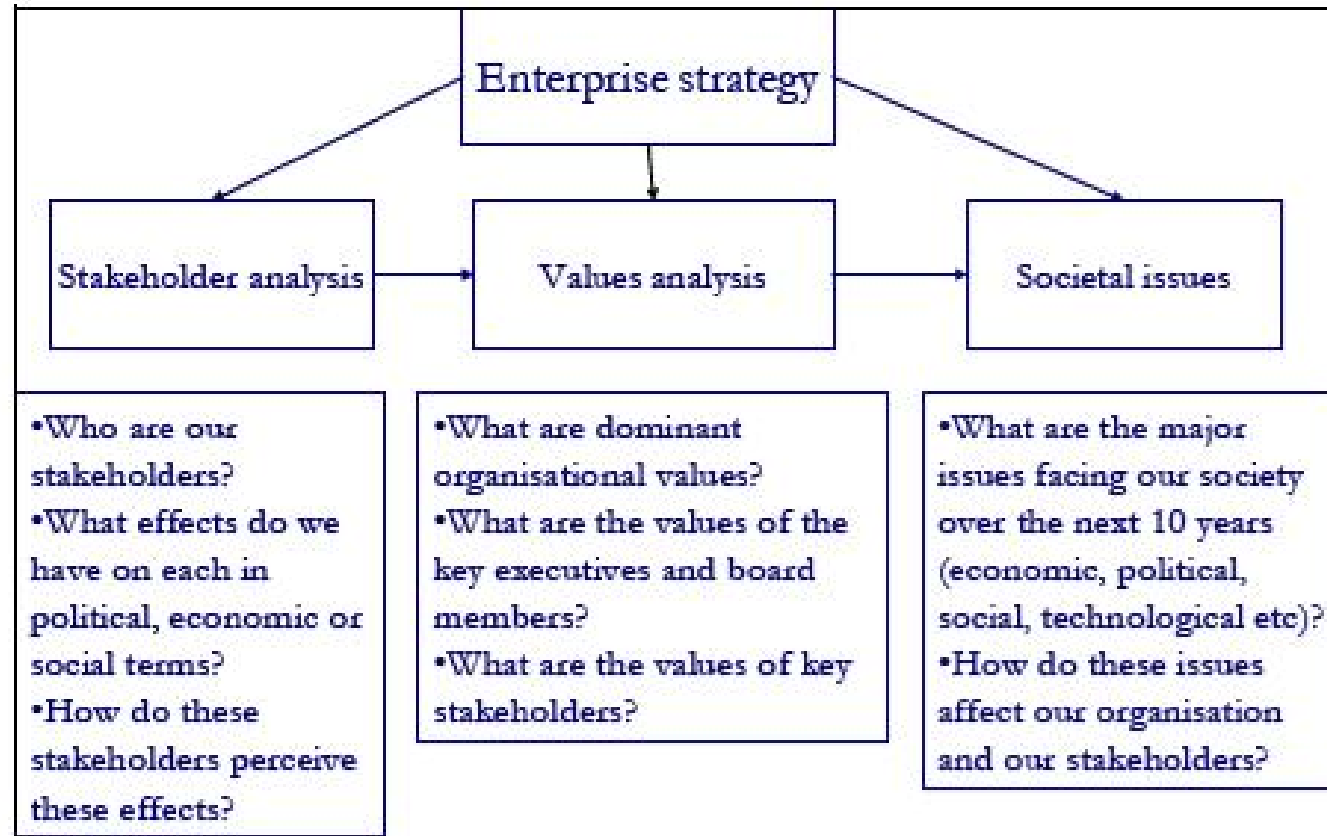 Enterprise strategy
Stakeholder analysis
Values analysis
Societal issues
•Who are our
stakeholders?
•What effects do we
have on each in
political, economic or
social terms?
•How do these
stakeholders perceive
these effects?
•What are dominant
organisational values?
•What are the values of the
key executives and board
members?
•What are the values of key
stakeholders?
•What are the major
issues facing our society
over the next 10 years
(economic, political,
social, technological etc)?
•How do these issues
affect our organisation
and our stakeholders?